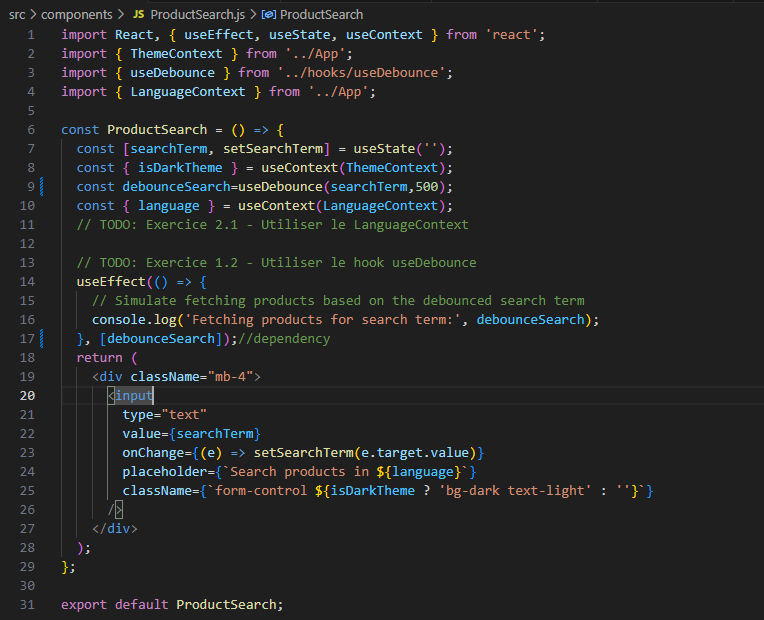 src > components > JS ProductSearch.js > ProductSearch
1 import React, { useEffect, useState, useContext } from 'react';
2 import { ThemeContext } from '../App';
3 import { useDebounce } from '../hooks/useDebounce';
4 import { LanguageContext } from '../App';
5
6 const ProductSearch = () => {
7   const [searchTerm, setSearchTerm] = useState('');
8   const { isDarkTheme } = useContext(ThemeContext);
9   const debounceSearch=useDebounce(searchTerm,500);
10   const { language } = useContext(LanguageContext);
11   // TODO: Exercice 2.1 - Utiliser le LanguageContext
12
13   // TODO: Exercice 1.2 - Utiliser le hook useDebounce
14   useEffect(() => {
15     // Simulate fetching products based on the debounced search term
16     console.log('Fetching products for search term:', debounceSearch);
17   }, [debounceSearch]);//dependency
18   return (
19     <div className="mb-4">
20       <input
21         type="text"
22         value={searchTerm}
23         onChange={(e) => setSearchTerm(e.target.value)}
24         placeholder={`Search products in ${language}`}
25         className={`form-control ${isDarkTheme ? 'bg-dark text-light' : ''}`}
26       />
27     </div>
28   );
29 };
30
31 export default ProductSearch;